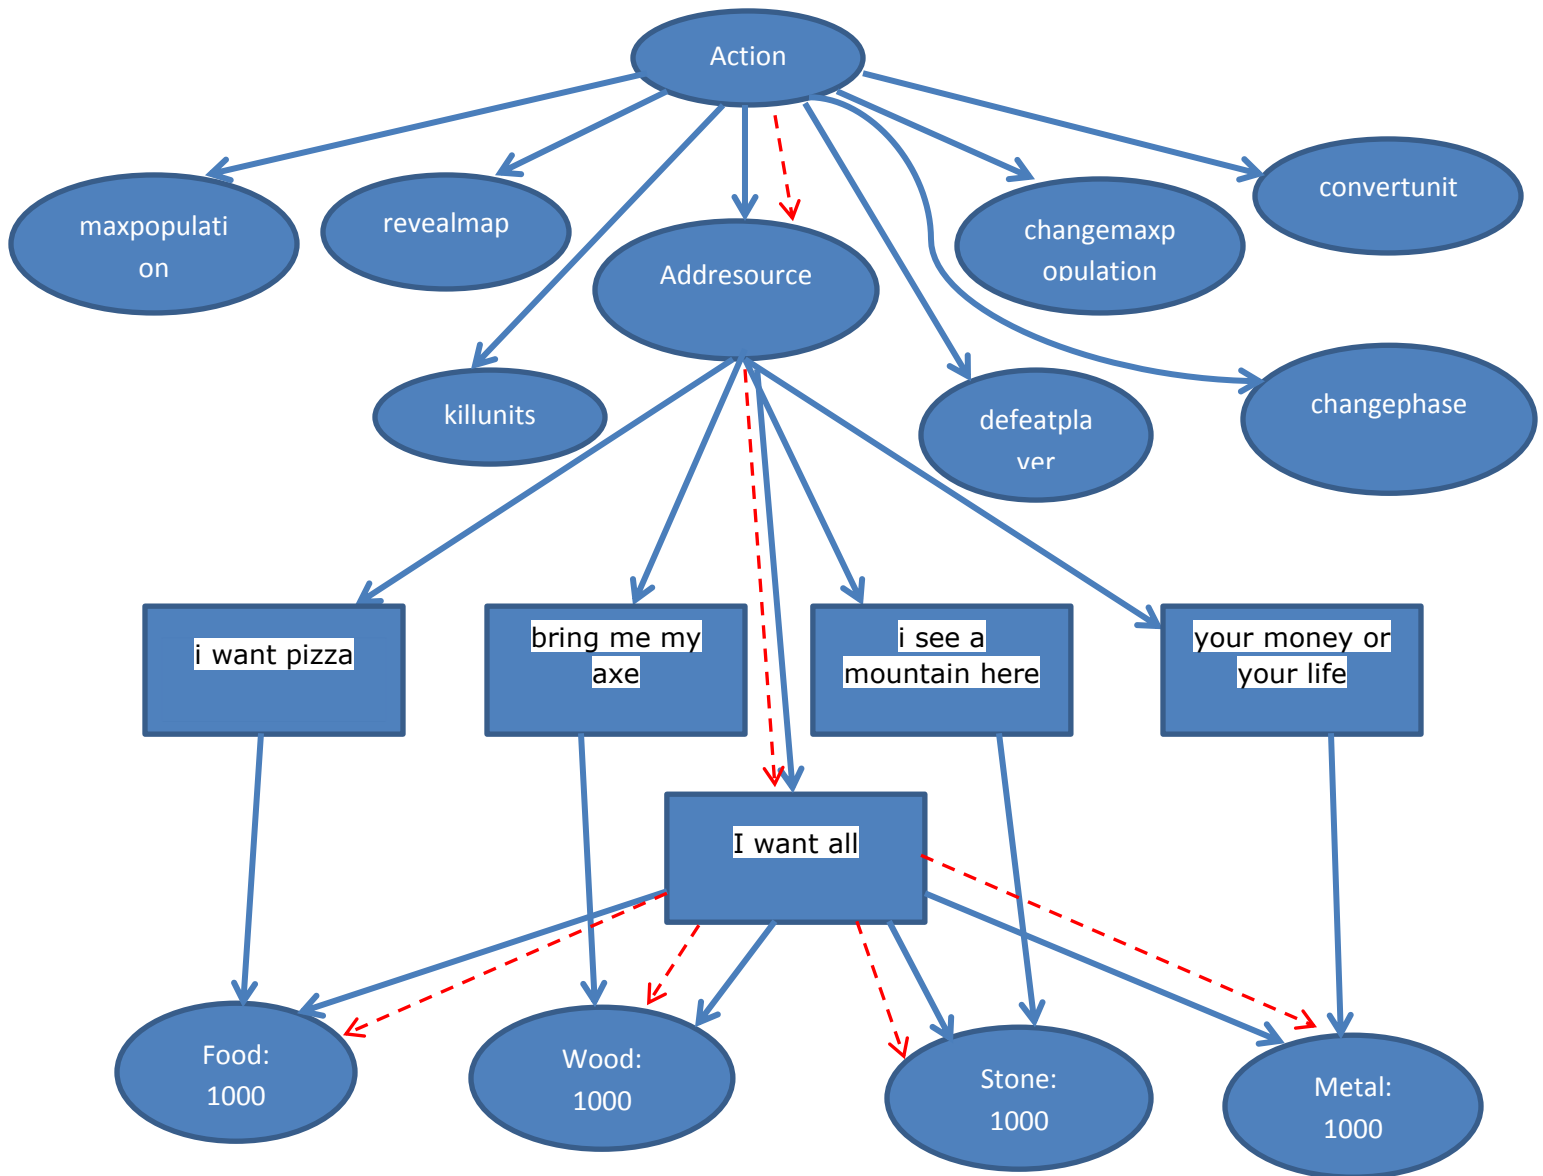 Action
convertunit
maxpopulati
on
revealmap
changemaxp
opulation
Addresource
killunits
defeatpla
yer
changephase
i want pizza
bring me my
axe
i see a
mountain here
your money or
your life
I want all
Food:
1000
Wood:
1000
Stone:
1000
Metal:
1000